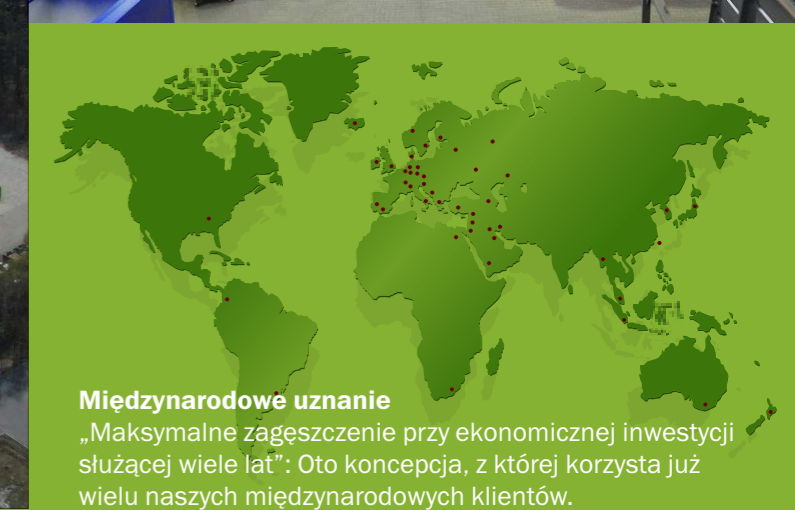 Międzynarodowe uznanie
„Maksymalne zagęszczenie przy ekonomicznej inwestycji
służącej wiele lat”: Oto koncepcja, z której korzysta już
wielu naszych międzynarodowych klientów.